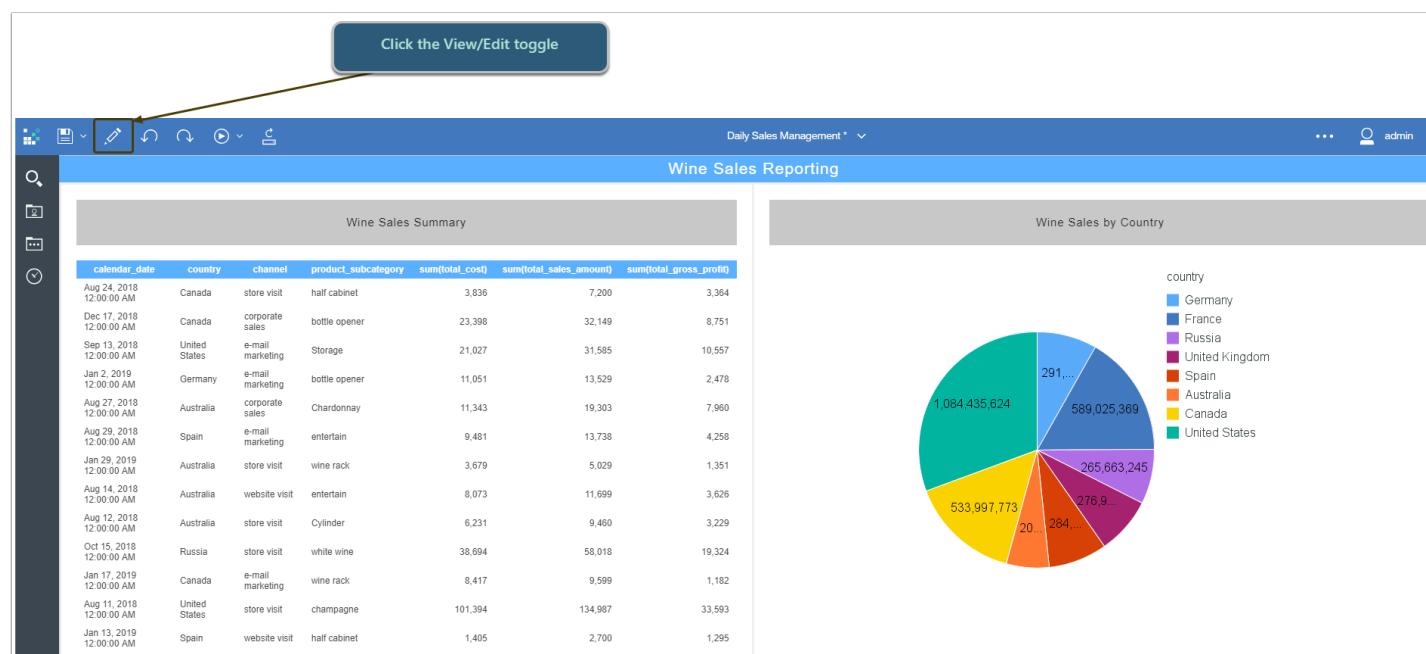 Click the View/Edit toggle
Daily Sales Management *
admin
Wine Sales Reporting
Wine Sales Summary
calendar_date country channel product_subcategory sum(total_cost) sum(total_sales_amount) sum(total_gross_profit)
Aug 24, 2018 12:00:00 AM Canada store visit half cabinet 3,836 7,200 3,364
Dec 17, 2018 12:00:00 AM Canada corporate sales bottle opener 23,398 32,149 8,751
Sep 13, 2018 12:00:00 AM United States e-mail marketing Storage 21,027 31,585 10,557
Jan 2, 2019 12:00:00 AM Germany e-mail marketing bottle opener 11,051 13,529 2,478
Aug 27, 2018 12:00:00 AM Australia corporate sales Chardonnay 11,343 19,303 7,960
Aug 29, 2018 12:00:00 AM Spain e-mail marketing entertain 9,481 13,738 4,258
Jan 29, 2019 12:00:00 AM Australia store visit wine rack 3,679 5,029 1,351
Aug 14, 2018 12:00:00 AM Australia website visit entertain 8,073 11,699 3,626
Aug 12, 2018 12:00:00 AM Australia store visit Cylinder 6,231 9,460 3,229
Oct 15, 2018 12:00:00 AM Russia store visit white wine 38,694 58,018 19,324
Jan 17, 2019 12:00:00 AM Canada e-mail marketing wine rack 8,417 9,599 1,182
Aug 11, 2018 12:00:00 AM United States store visit champagne 101,394 134,987 33,593
Jan 13, 2019 12:00:00 AM Spain website visit half cabinet 1,405 2,700 1,295
Wine Sales by Country
country
Germany
France
Russia
United Kingdom
Spain
Australia
Canada
United States
291,...
1,084,435,624
589,025,369
265,663,245
276,9...
533,997,773
284,...
20...